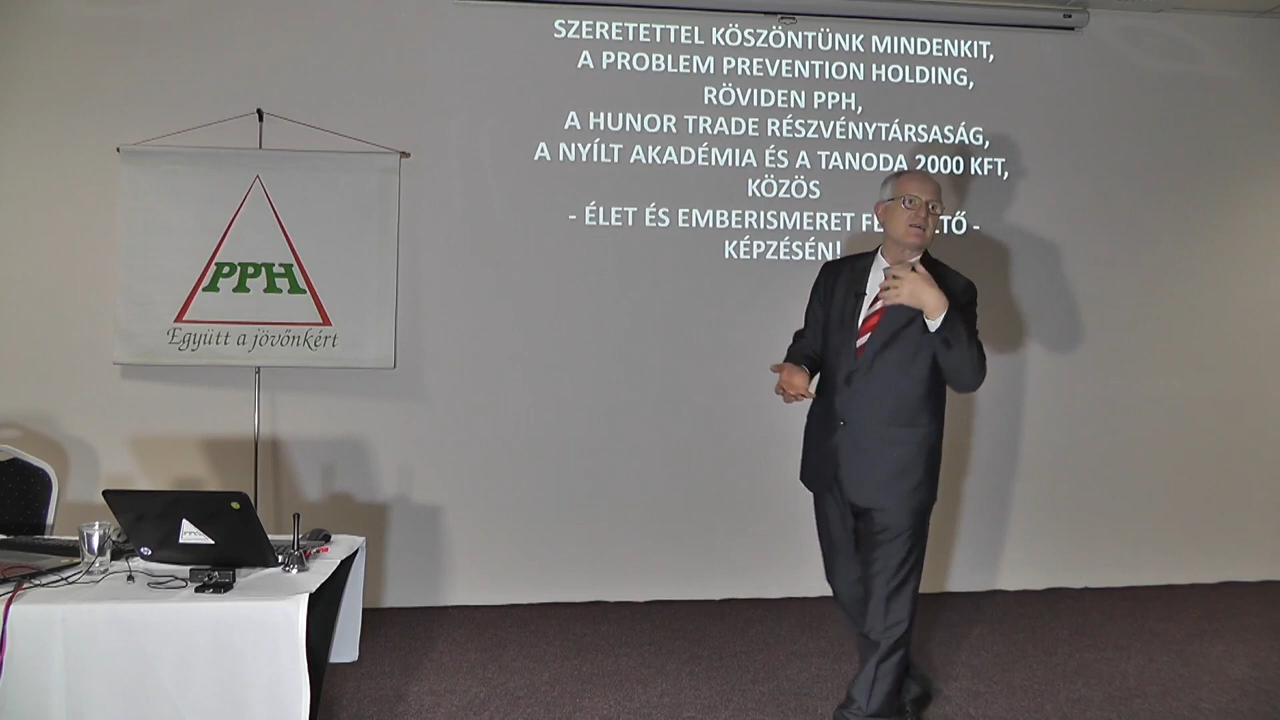 SZERETETTEL KÖSZÖNTÜNK MINDENKIT,
A PROBLEM PREVENTION HOLDING,
RÖVIDEN PPH,
A HUNOR TRADE RÉSZVÉNYTÁRSASÁG,
A NYÍLT AKADÉMIA ÉS A TANODA 2000 KFT,
KÖZÖS
- ÉLET ÉS EMBERISMERET -
KÉPZÉSÉN!
PPH
Együtt a jövőnkért